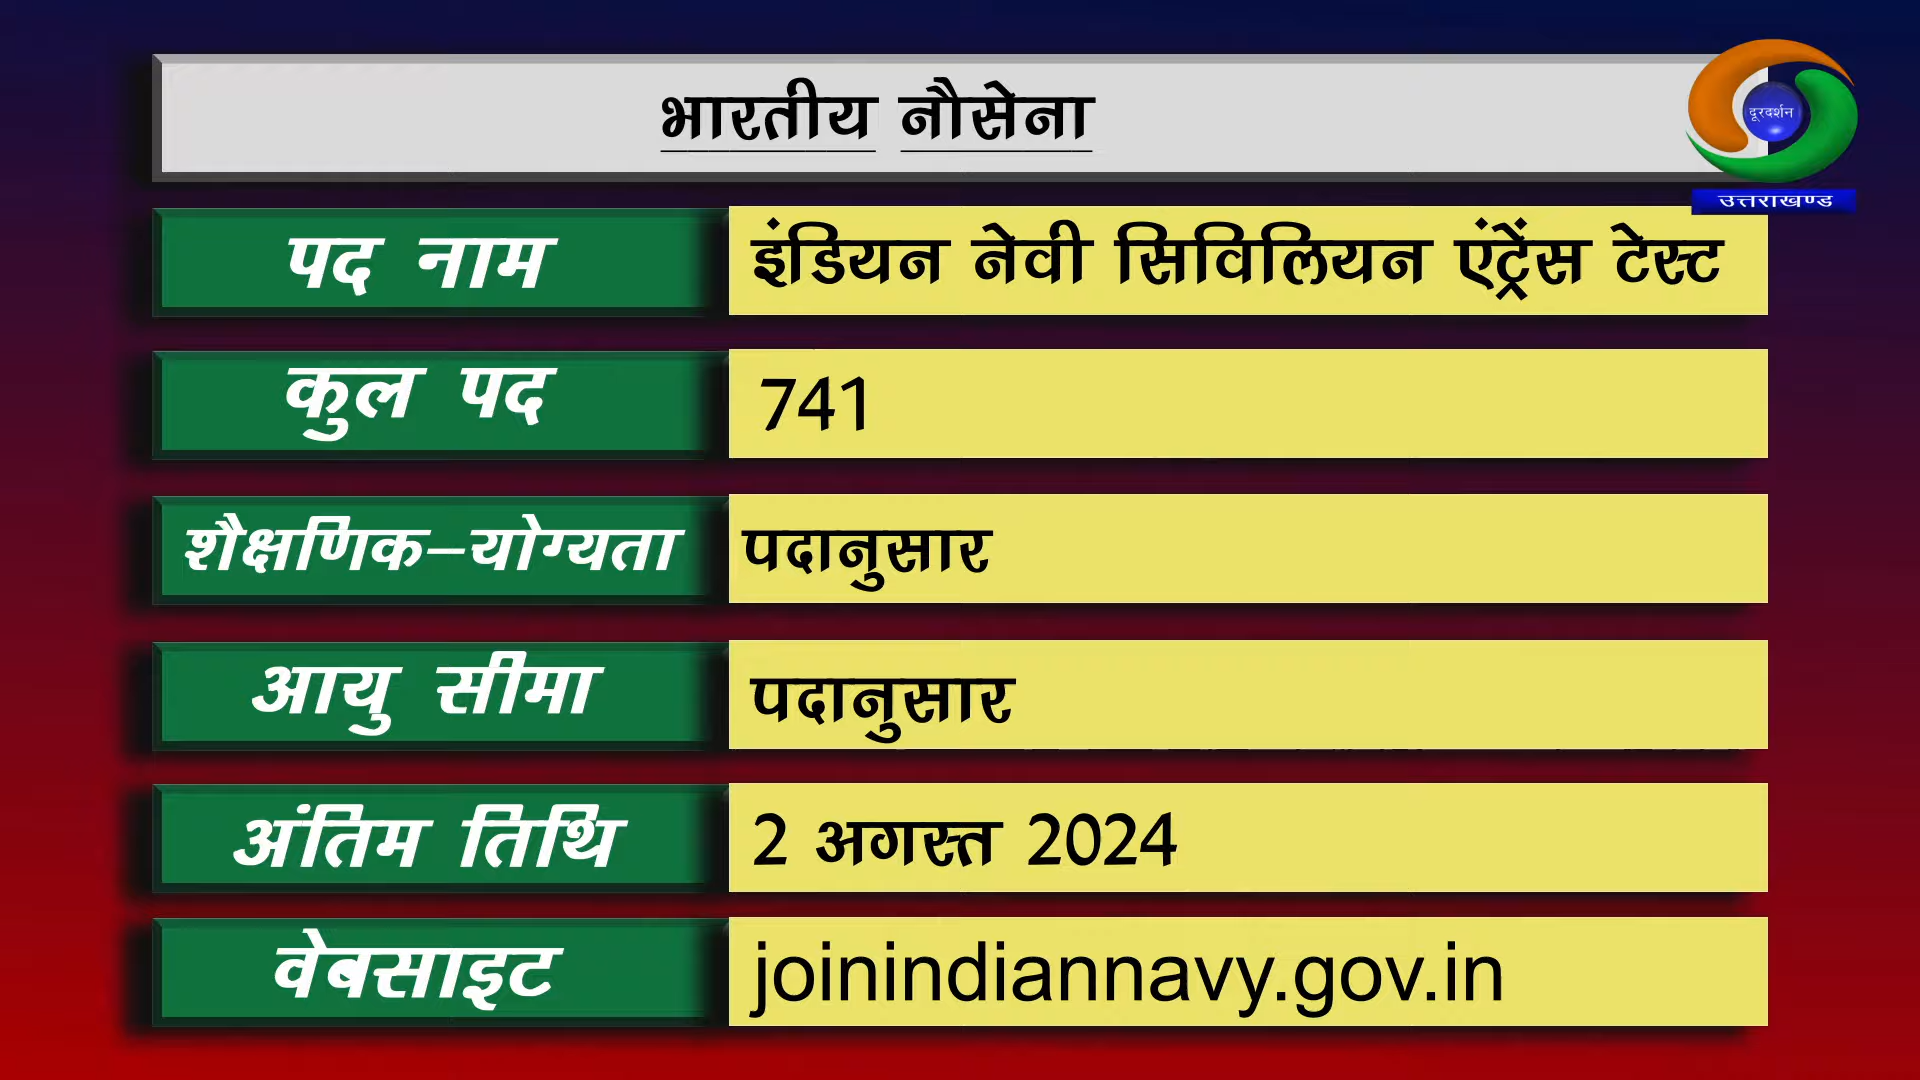 भारतीय नौसेना
दूरदर्शन
उत्तराखण्ड
पद नाम
इंडियन नेवी सिविलियन एंट्रेंस टेस्ट
कुल पद
741
शैक्षणिक–योग्यता
पदानुसार
आयु सीमा
पदानुसार
अंतिम तिथि
2 अगस्त 2024
वेबसाइट
joinindiannavy.gov.in